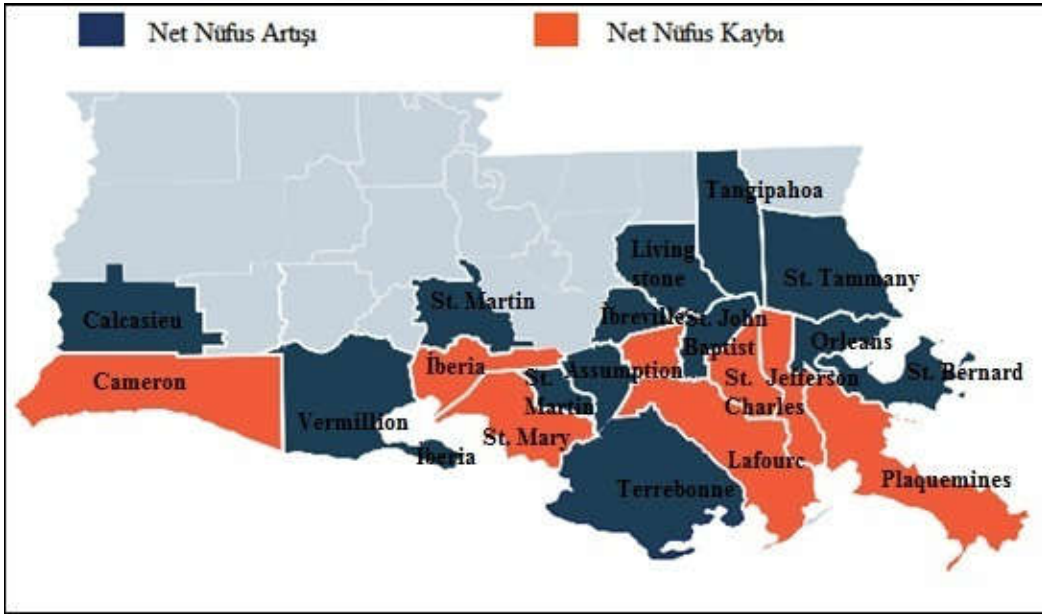 Net Nüfus Artışı
Net Nüfus Kaybı
Tangipahoa
Living
stone
St. Tammany
St. Martin
İbreville
St. John
Baptist
Calcasieu
Orleans
Assumption
St. Bernard
İberia
Cameron
St.
Martin
St.
Charles
Jefferson
Vermillion
St. Mary
İberia
Lafourc
Plaquemines
Terrebonne